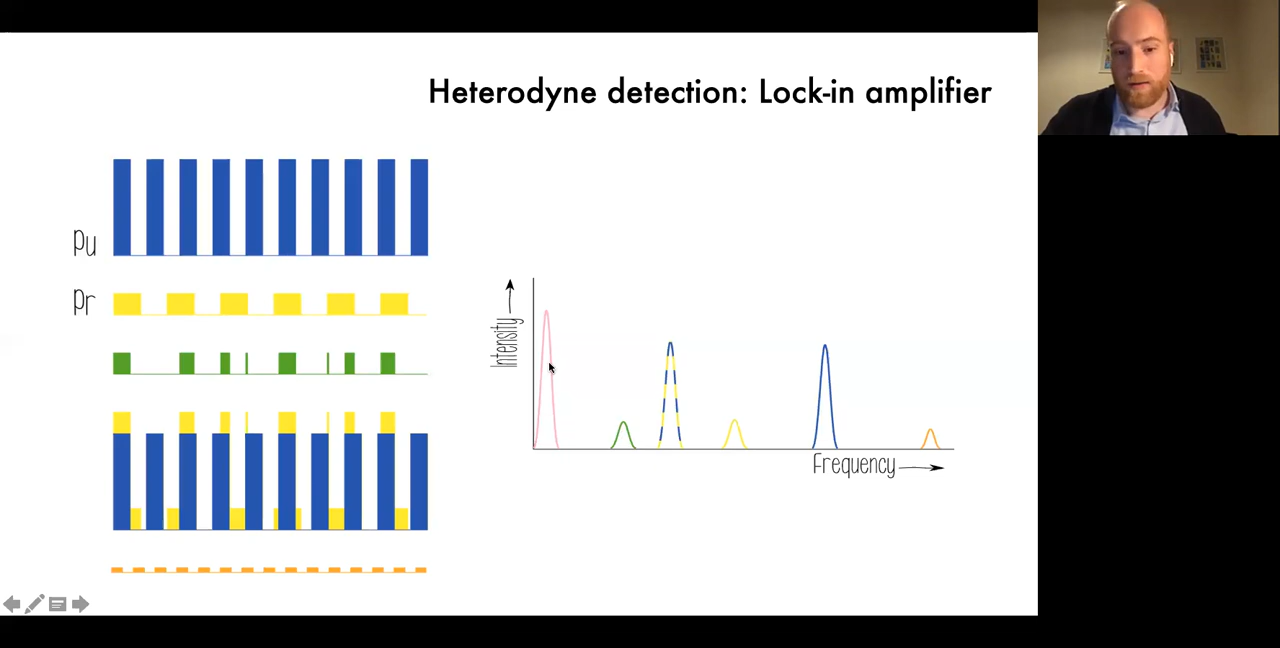 Heterodyne detection: Lock-in amplifier
Pu
Pr
Intensity
Frequency